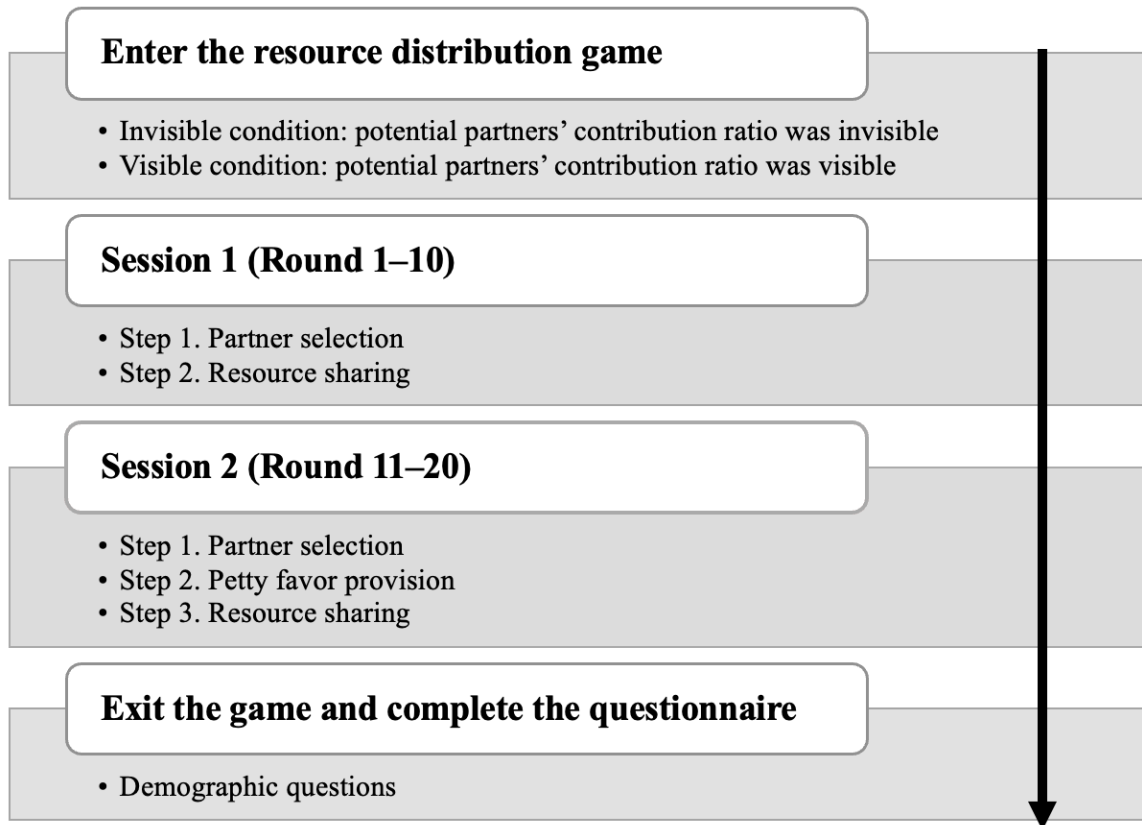 Enter the resource distribution game
• Invisible condition: potential partners’ contribution ratio was invisible
• Visible condition: potential partners’ contribution ratio was visible
Session 1 (Round 1–10)
• Step 1. Partner selection
• Step 2. Resource sharing
Session 2 (Round 11–20)
• Step 1. Partner selection
• Step 2. Petty favor provision
• Step 3. Resource sharing
Exit the game and complete the questionnaire
• Demographic questions